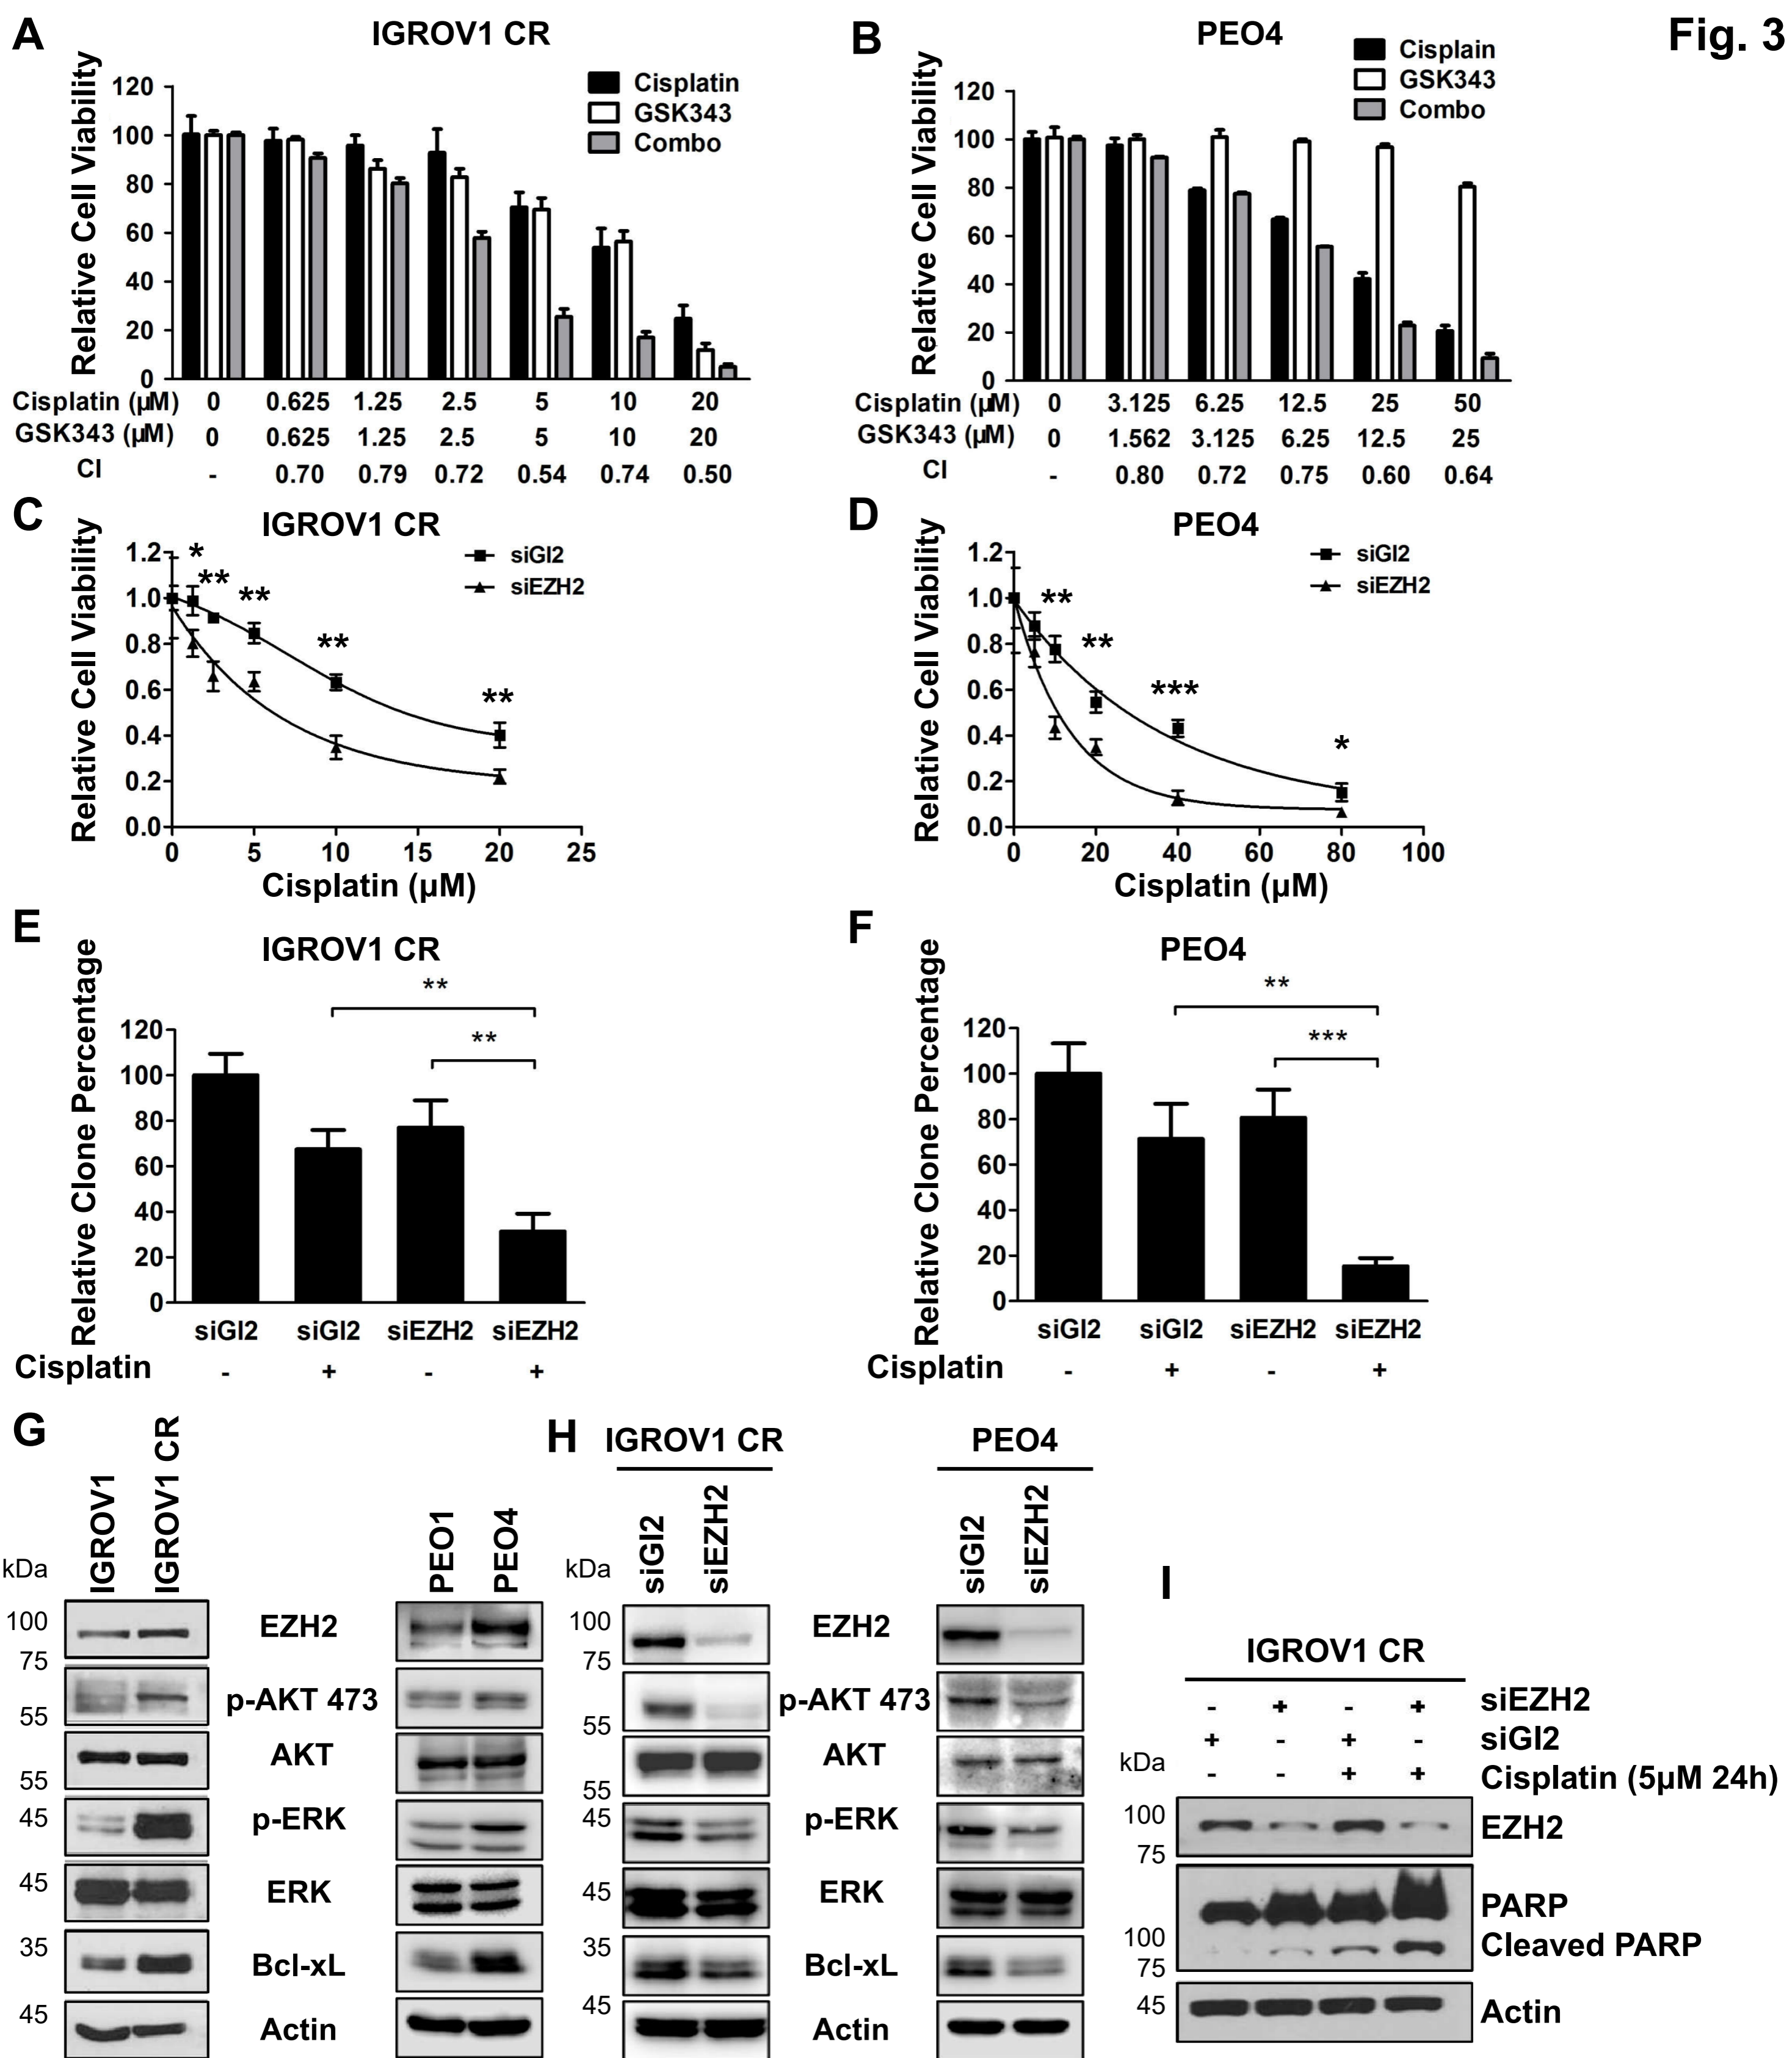 Fig. 3
A
IGROV1 CR
Relative Cell Viability
120
100
80
60
40
20
0
Cisplatin
GSK343
Combo
Cisplatin (µM) 0 0.625 1.25 2.5 5 10 20
GSK343 (µM) 0 0.625 1.25 2.5 5 10 20
CI - 0.70 0.79 0.72 0.54 0.74 0.50
B
PEO4
Relative Cell Viability
120
100
80
60
40
20
0
Cisplain
GSK343
Combo
Cisplatin (µM) 0 3.125 6.25 12.5 25 50
GSK343 (µM) 0 1.562 3.125 6.25 12.5 25
CI - 0.80 0.72 0.75 0.60 0.64
C
IGROV1 CR
Relative Cell Viability
1.2
1.0
0.8
0.6
0.4
0.2
0.0
siGl2
siEZH2
* ** ** ** **
0 5 10 15 20 25
Cisplatin (µM)
D
PEO4
Relative Cell Viability
1.2
1.0
0.8
0.6
0.4
0.2
0.0
siGl2
siEZH2
** ** *** *
0 20 40 60 80 100
Cisplatin (µM)
E
IGROV1 CR
Relative Clone Percentage
120
100
80
60
40
20
0
**
**
siGl2 siGl2 siEZH2 siEZH2
Cisplatin - + - +
F
PEO4
Relative Clone Percentage
120
100
80
60
40
20
0
**
***
siGl2 siGl2 siEZH2 siEZH2
Cisplatin - + - +
G
IGROV1
IGROV1 CR
PEO1
PEO4
kDa
100
75
55
55
45
45
35
45
EZH2
p-AKT 473
AKT
p-ERK
ERK
Bcl-xL
Actin
H
IGROV1 CR
PEO4
siGl2
siEZH2
siGl2
siEZH2
kDa
100
75
55
55
45
45
35
45
EZH2
p-AKT 473
AKT
p-ERK
ERK
Bcl-xL
Actin
I
IGROV1 CR
- + - + siEZH2
+ - + - siGl2
- - + + Cisplatin (5µM 24h)
kDa
100
75
EZH2
PARP
100
Cleaved PARP
75
45
Actin